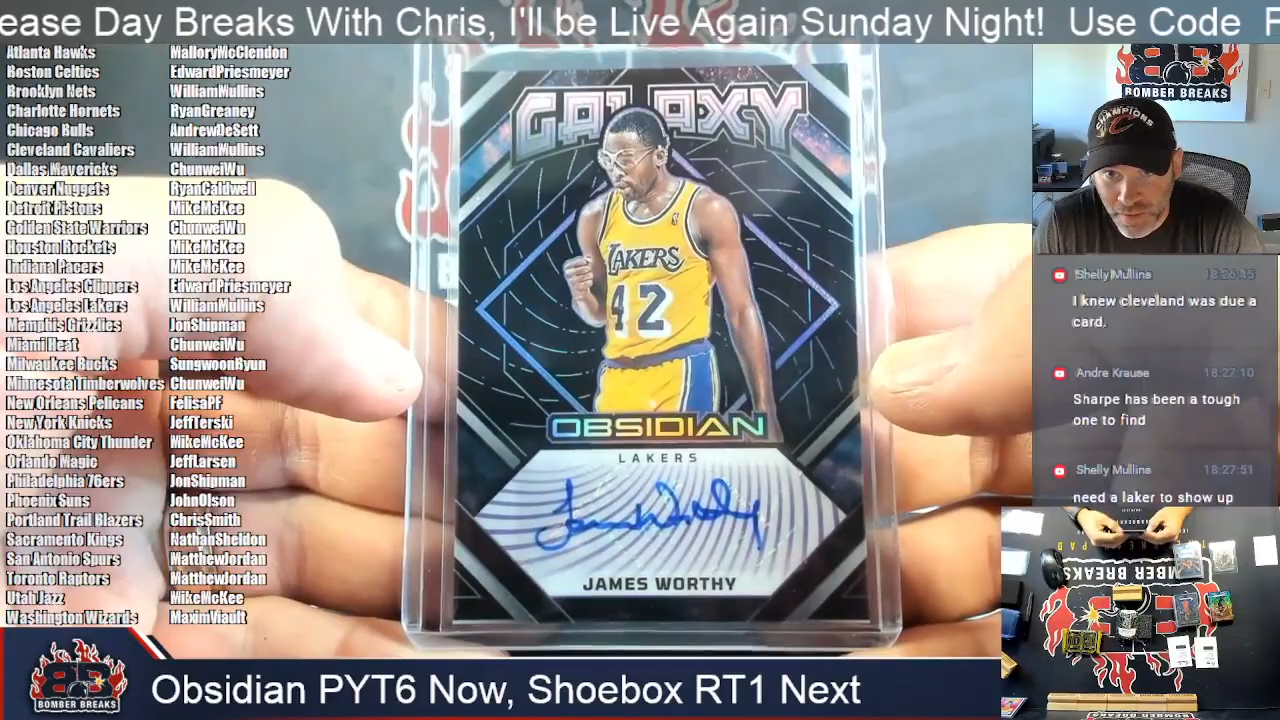 ease Day Breaks With Chris, I'll be Live Again Sunday Night! Use Code F
Atlanta Hawks MalloryMcClendon
Boston Celtics EdwardPriesmeyer
Brooklyn Nets WilliamMullins
Charlotte Hornets RyanGreaney
Chicago Bulls AndrewDeSett
Cleveland Cavaliers WilliamMullins
Dallas Mavericks ChunweiWu
Denver Nuggets RyanCaldwell
Detroit Pistons MikeMcKee
Golden State Warriors ChunweiWu
Houston Rockets MikeMcKee
Indiana Pacers MikeMcKee
Los Angeles Clippers EdwardPriesmeyer
Los Angeles Lakers WilliamMullins
Memphis Grizzlies JonShipman
Miami Heat ChunweiWu
Milwaukee Bucks SungwoonByun
Minnesota Timberwolves ChunweiWu
New Orleans Pelicans FelisaPF
New York Knicks JeffTerski
Oklahoma City Thunder MikeMcKee
Orlando Magic JeffLarsen
Philadelphia 76ers JonShipman
Phoenix Suns JohnOlson
Portland Trail Blazers ChrisSmith
Sacramento Kings NathanSheldon
San Antonio Spurs MatthewJordan
Toronto Raptors MatthewJordan
Utah Jazz MikeMcKee
Washington Wizards MaximViault
GALAXY
LAKERS
42
OBSIDIAN
LAKERS
James Worthy
JAMES WORTHY
BOMBER BREAKS
CHAMPIONS
Shelly Mullins
I knew cleveland was due a
card.
Andre Krause 18:27:10
Sharpe has been a tough
one to find
Shelly Mullins 18:27:51
need a laker to show up
BOMBER BREAKS
BOMBER BREAKS
BOMBER BREAKS
Obsidian PYT6 Now, Shoebox RT1 Next